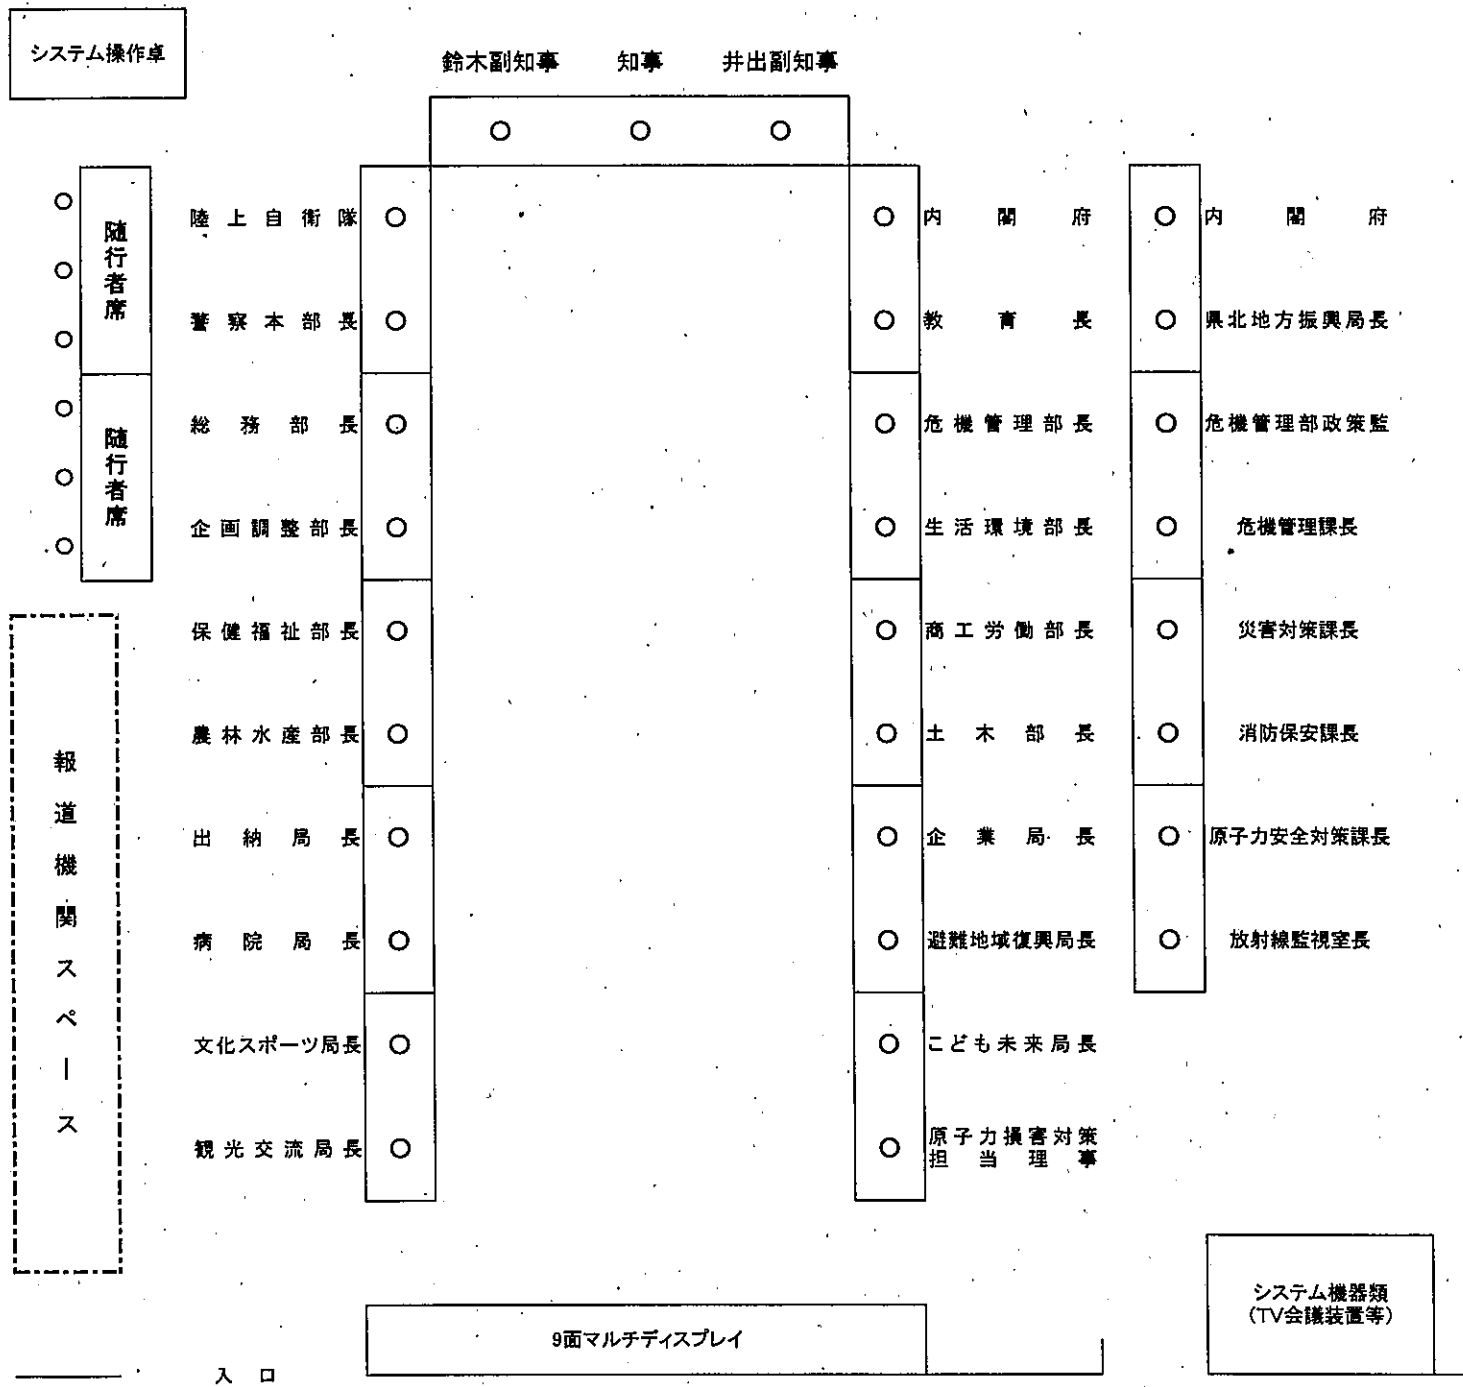 システム操作卓
鈴木副知事 知事 井出副知事
随行者席
随行者席
陸上自衛隊
警察本部長
総務部長
企画調整部長
保健福祉部長
農林水産部長
出納局長
病院局長
文化スポーツ局長
観光交流局長
内閣府
教育長
危機管理部長
生活環境部長
商工労働部長
土木部長
企業局長
避難地域復興局長
こども未来局長
原子力損害対策
担当理事
内閣府
県北地方振興局長
危機管理部政策監
危機管理課長
災害対策課長
消防保安課長
原子力安全対策課長
放射線監視室長
報道機関スペース
9面マルチディスプレイ
システム機器類
(TV会議装置等)
入口